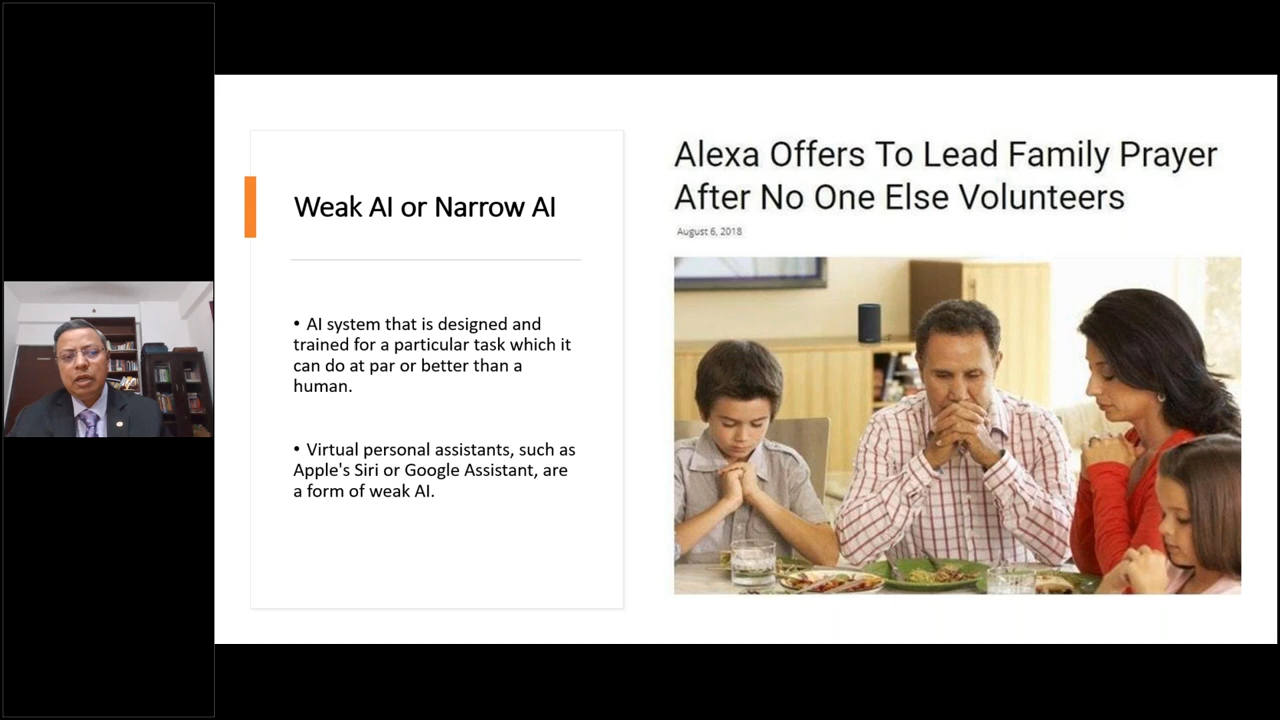 Weak AI or Narrow AI
• AI system that is designed and
trained for a particular task which it
can do at par or better than a
human.
• Virtual personal assistants, such as
Apple's Siri or Google Assistant, are
a form of weak AI.
Alexa Offers To Lead Family Prayer
After No One Else Volunteers
August 6, 2018